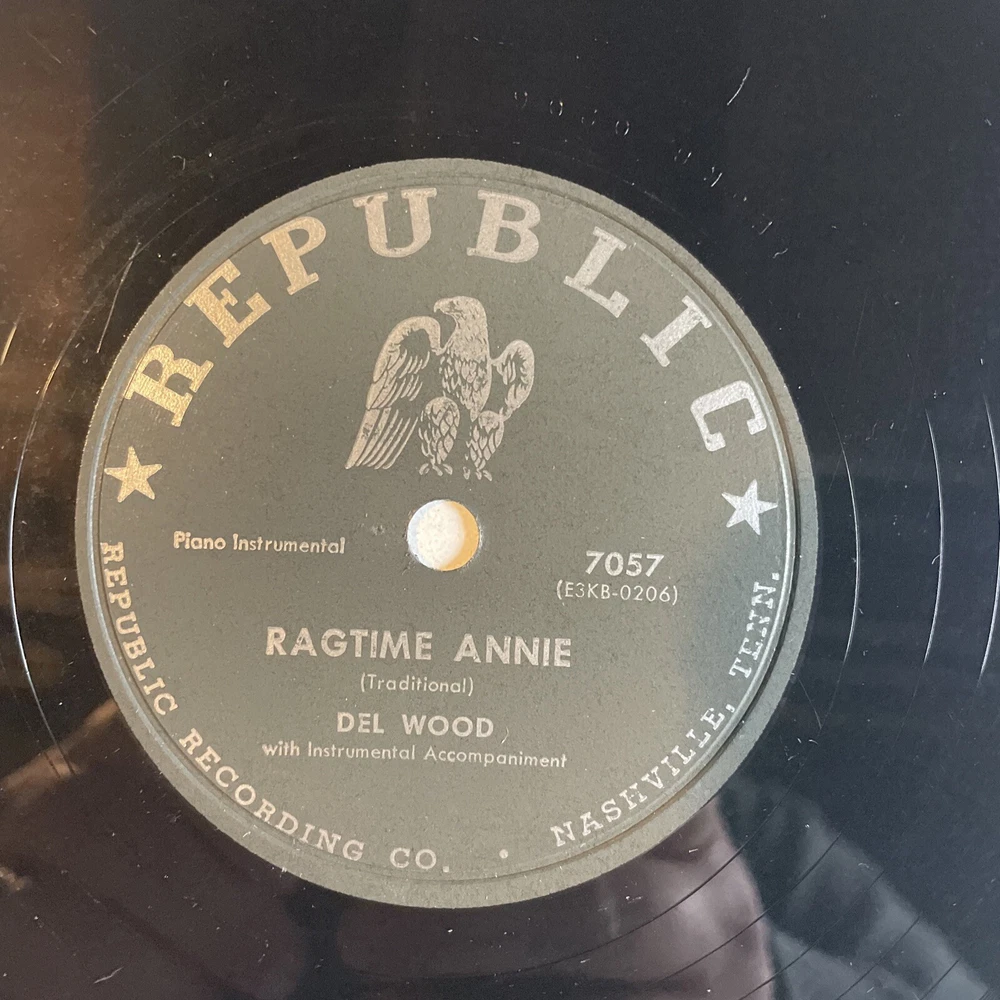 REPUBLIC
Piano Instrumental
7057
(E3KB-0206)
RAGTIME ANNIE
(Traditional)
DEL WOOD
with Instrumental Accompaniment
REPUBLIC RECORDING CO. • NASHVILLE, TENN.